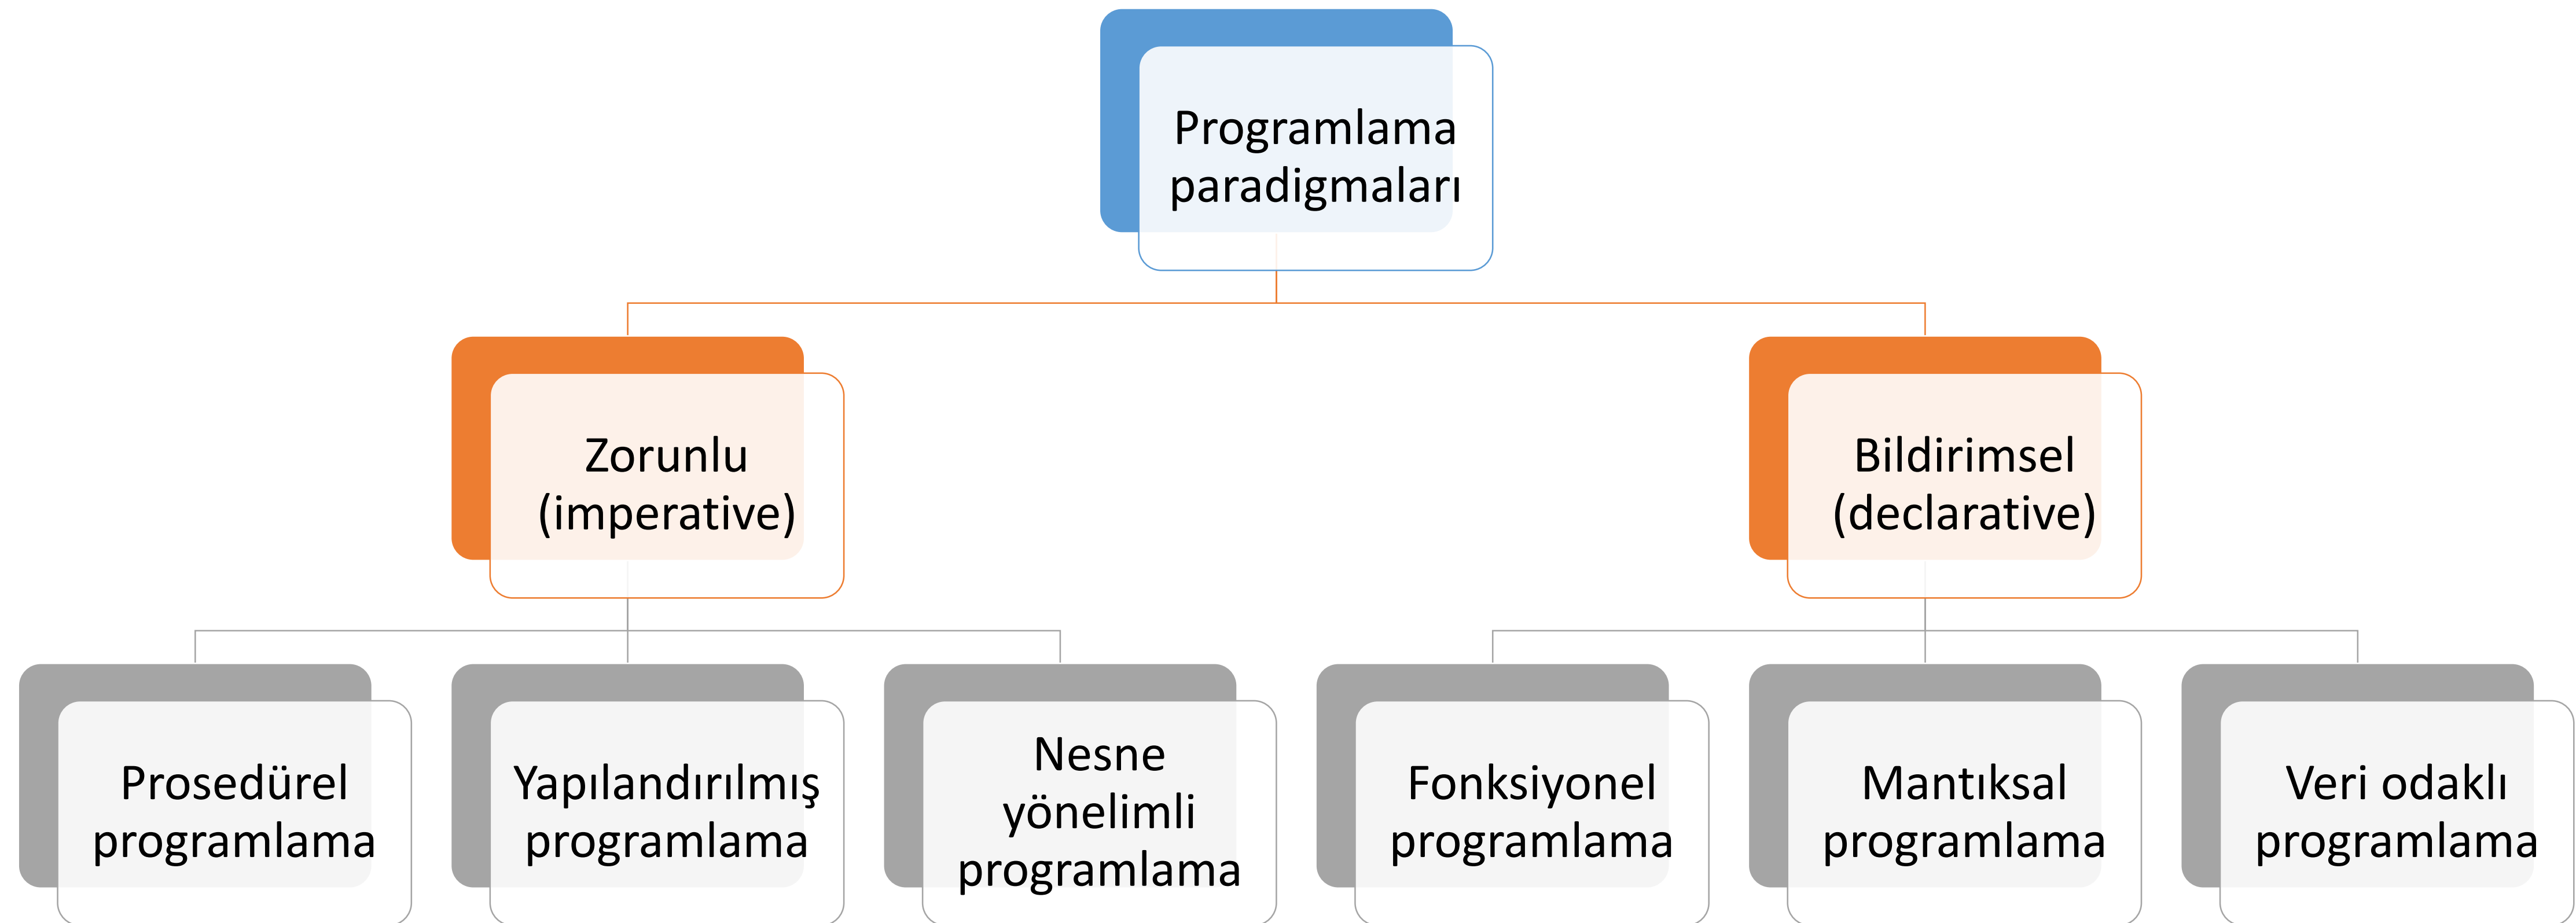 Programlama
paradigmaları
Zorunlu
(imperative)
Bildirimsel
(declarative)
Prosedürel
programlama
Yapılandırılmış
programlama
Nesne
yönelimli
programlama
Fonksiyonel
programlama
Mantıksal
programlama
Veri odaklı
programlama